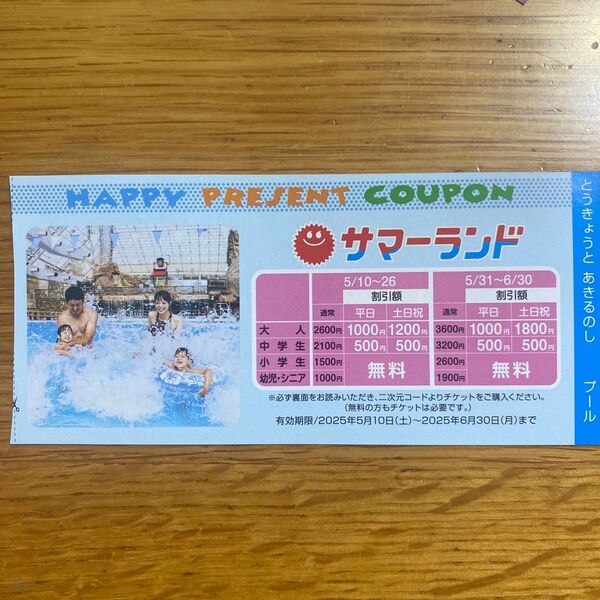 HAPPY PRESENT COUPON
サマーランド
5/10～26 5/31～6/30
割引額 割引額
通常 平日 土日祝 通常 平日 土日祝
大人 2600円 1000円 1200円 3600円 1000円 1800円
中学生 2100円 500円 500円 3200円 500円 500円
小学生 1500円 無料 2600円 無料
幼児・シニア 1000円 1900円
※必ず裏面をお読みいただき、二次元コードよりチケットをご購入ください。
(無料の方もチケットは必要です。)
有効期限/2025年5月10日(土)～2025年6月30日(月)まで
とうきょうと あきるのし プール